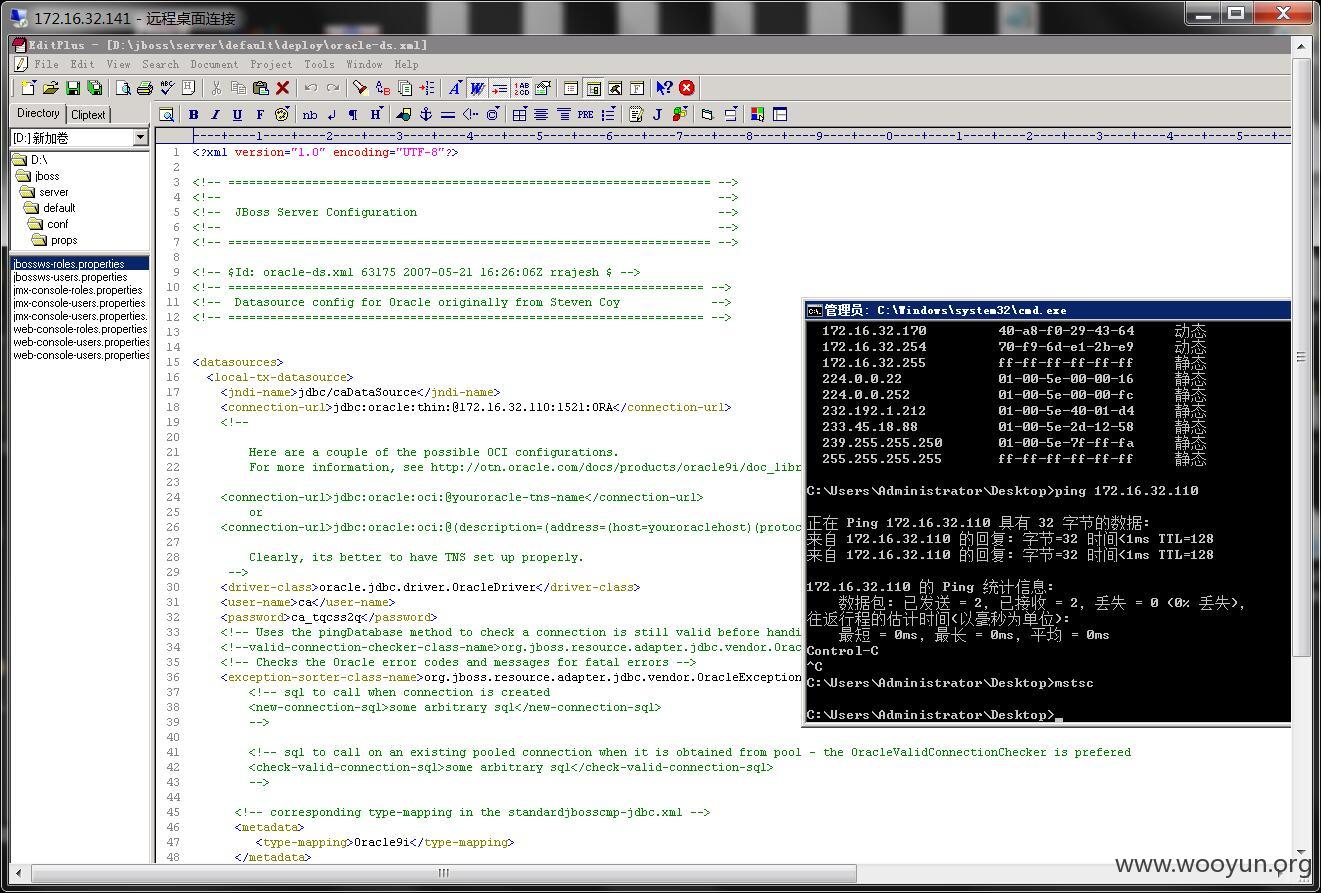 172.16.32.141 - 远程桌面连接
EditPlus - [D:\jboss\server\default\deploy\oracle-ds.xml]
File Edit View Search Document Project Tools Window Help
Directory Cliptext
[D:] 新加卷
D:\
jboss
server
default
conf
props
jbossws-roles.properties
jbossws-users.properties
jmx-console-roles.properties
jmx-console-users.properties
jmx-console-users.properties.
web-console-roles.properties
web-console-users.properties
web-console-users.properties
----+----1----+----2----+----3----+----4----+----5----+----6----+----7----+----8----+----9----+----0----+----1----+----2----+----3----+----4----+----5----+--
1 <?xml version="1.0" encoding="UTF-8"?>
2
3 <!-- ===================================================================== -->
4 <!-- -->
5 <!-- JBoss Server Configuration -->
6 <!-- -->
7 <!-- ===================================================================== -->
8
9 <!-- $Id: oracle-ds.xml 63175 2007-05-21 16:26:06Z rrajesh $ -->
10 <!-- ==================================================================== -->
11 <!-- Datasource config for Oracle originally from Steven Coy -->
12 <!-- ==================================================================== -->
13
14
15 <datasources>
16 <local-tx-datasource>
17 <jndi-name>jdbc/caDataSource</jndi-name>
18 <connection-url>jdbc:oracle:thin:@172.16.32.110:1521:ORA</connection-url>
19 <!--
20
21 Here are a couple of the possible OCI configurations.
22 For more information, see http://otn.oracle.com/docs/products/oracle9i/doc_libr
23
24 <connection-url>jdbc:oracle:oci:@youroracle-tns-name</connection-url>
25 or
26 <connection-url>jdbc:oracle:oci:@(description=(address=(host=youroraclehost)(protoc
27
28 Clearly, its better to have TNS set up properly.
29 -->
30 <driver-class>oracle.jdbc.driver.OracleDriver</driver-class>
31 <user-name>ca</user-name>
32 <password>ca_tqcss2q</password>
33 <!-- Uses the pingDatabase method to check a connection is still valid before handi
34 <!--valid-connection-checker-class-name>org.jboss.resource.adapter.jdbc.vendor.Orac
35 <!-- Checks the Oracle error codes and messages for fatal errors -->
36 <exception-sorter-class-name>org.jboss.resource.adapter.jdbc.vendor.OracleException
37 <!-- sql to call when connection is created
38 <new-connection-sql>some arbitrary sql</new-connection-sql>
39 -->
40
41 <!-- sql to call on an existing pooled connection when it is obtained from pool - the OracleValidConnectionChecker is prefered
42 <check-valid-connection-sql>some arbitrary sql</check-valid-connection-sql>
43 -->
44
45 <!-- corresponding type-mapping in the standardjbosscmp-jdbc.xml -->
46 <metadata>
47 <type-mapping>Oracle9i</type-mapping>
48 </metadata>
管理员: C:\Windows\system32\cmd.exe
172.16.32.170 40-a8-f0-29-43-64 动态
172.16.32.254 70-f9-6d-e1-2b-e9 动态
172.16.32.255 ff-ff-ff-ff-ff-ff 静态
224.0.0.22 01-00-5e-00-00-16 静态
224.0.0.252 01-00-5e-00-00-fc 静态
232.192.1.212 01-00-5e-40-01-d4 静态
233.45.18.88 01-00-5e-2d-12-58 静态
239.255.255.250 01-00-5e-7f-ff-fa 静态
255.255.255.255 ff-ff-ff-ff-ff-ff 静态
C:\Users\Administrator\Desktop>ping 172.16.32.110
正在 Ping 172.16.32.110 具有 32 字节的数据:
来自 172.16.32.110 的回复: 字节=32 时间<1ms TTL=128
来自 172.16.32.110 的回复: 字节=32 时间<1ms TTL=128
172.16.32.110 的 Ping 统计信息:
数据包: 已发送 = 2, 已接收 = 2, 丢失 = 0 (0% 丢失),
往返行程的估计时间(以毫秒为单位):
最短 = 0ms, 最长 = 0ms, 平均 = 0ms
Control-C
^C
C:\Users\Administrator\Desktop>mstsc
C:\Users\Administrator\Desktop>_
www.wooyun.org